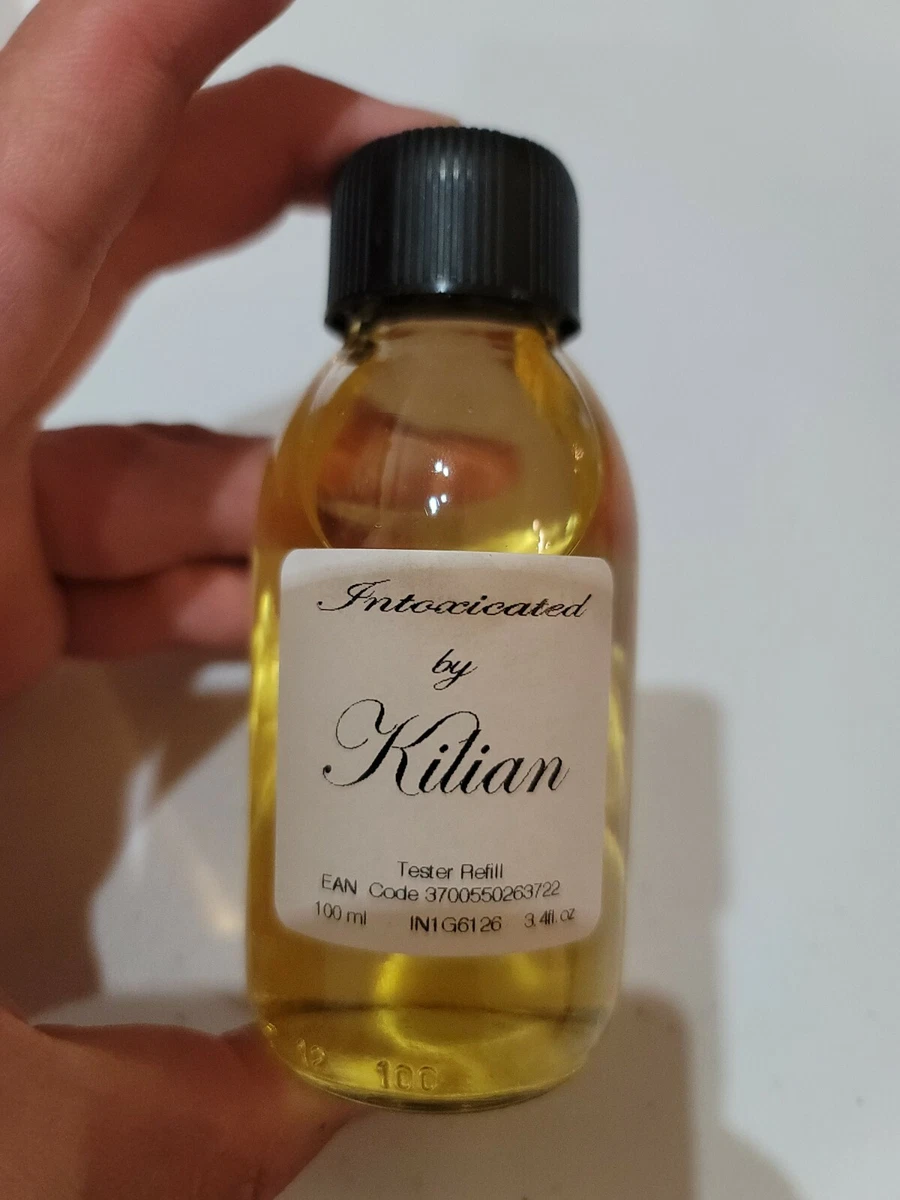 Intoxicated
by
Kilian
Tester Refill
EAN Code 3700550263722
100 ml IN1G6126 3.4fl. oz
12 100